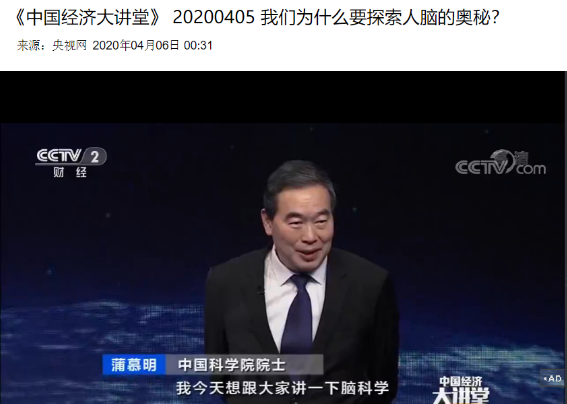 《中国经济大讲堂》 20200405 我们为什么要探索人脑的奥秘?
来源：央视网 2020年04月06日 00:31
CCTV 2
财经
CCTV.com
蒲慕明 中国科学院院士
我今天想跟大家讲一下脑科学
中国经济
大讲堂
AD